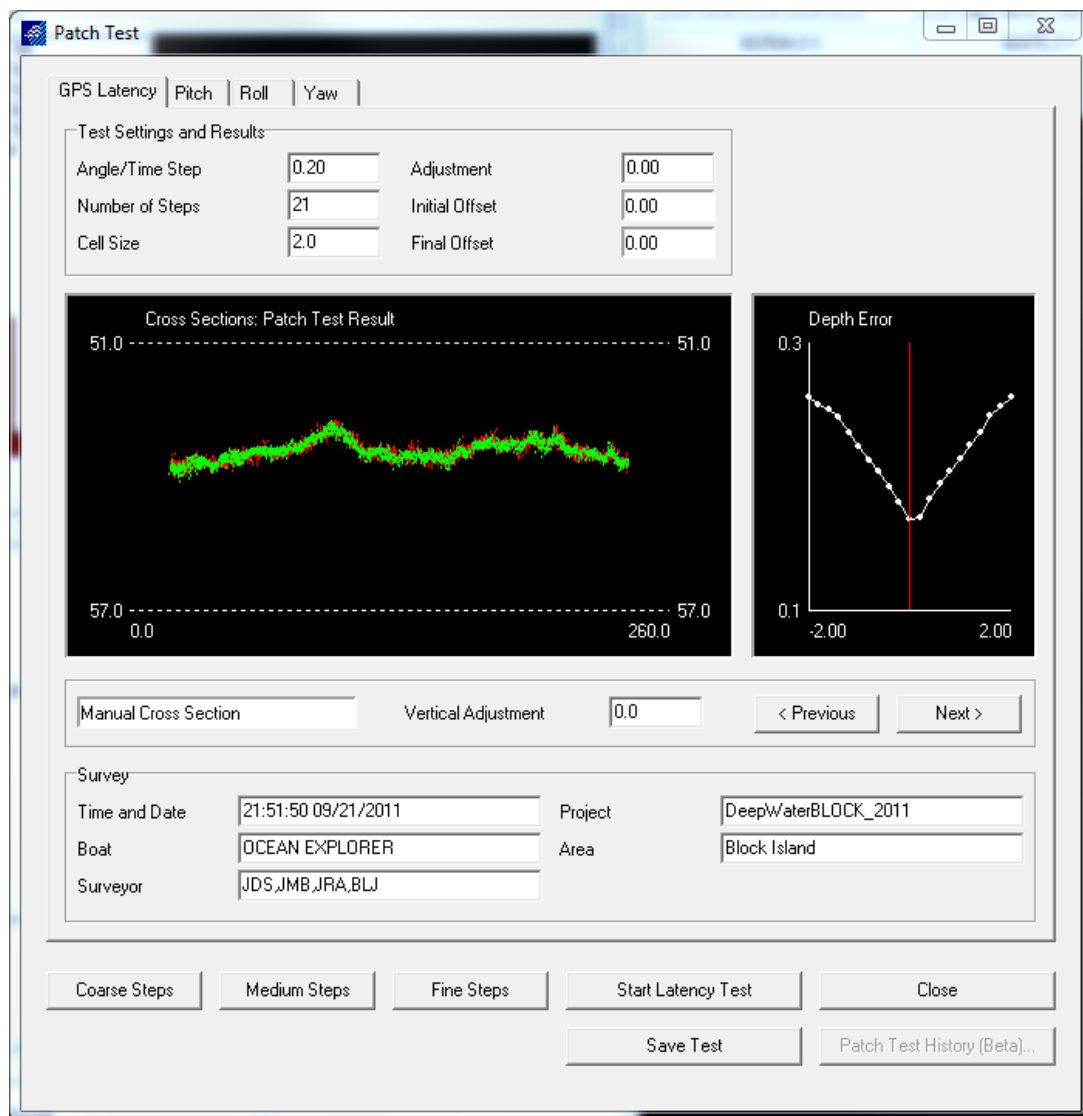 Patch Test
GPS Latency Pitch Roll Yaw
Test Settings and Results
Angle/Time Step 0.20 Adjustment 0.00
Number of Steps 21 Initial Offset 0.00
Cell Size 2.0 Final Offset 0.00
Cross Sections: Patch Test Result
51.0 51.0
57.0 57.0
0.0 260.0
Depth Error
0.3
0.1
-2.00 2.00
Manual Cross Section Vertical Adjustment 0.0 < Previous Next >
Survey
Time and Date 21:51:50 09/21/2011 Project DeepWaterBLOCK_2011
Boat OCEAN EXPLORER Area Block Island
Surveyor JDS,JMB,JRA,BLJ
Coarse Steps Medium Steps Fine Steps Start Latency Test Close
Save Test Patch Test History (Beta)...